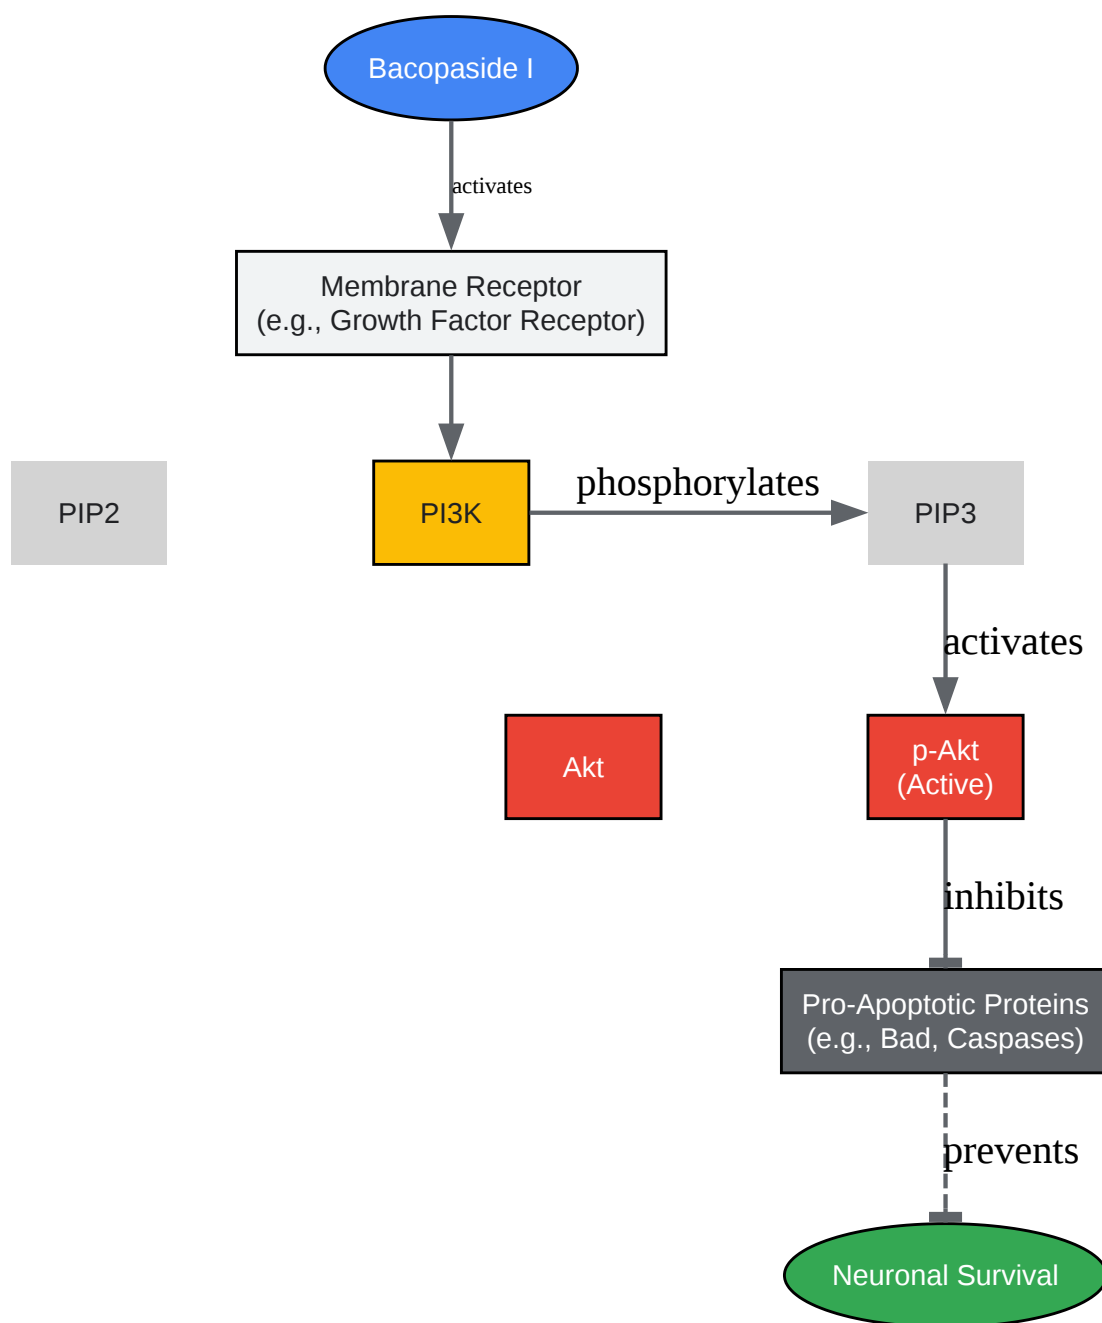 Bacopaside I
activates
Membrane Receptor
(e.g., Growth Factor Receptor)
PIP2
PI3K
phosphorylates
PIP3
activates
Akt
p-Akt
(Active)
inhibits
Pro-Apoptotic Proteins
(e.g., Bad, Caspases)
prevents
Neuronal Survival